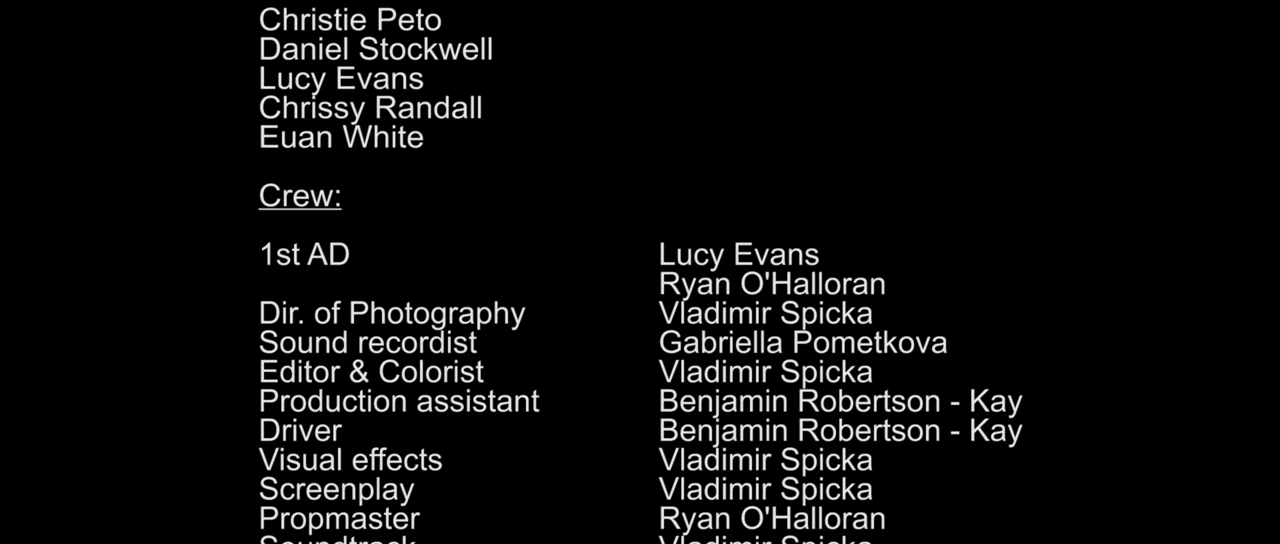 Christie Peto
Daniel Stockwell
Lucy Evans
Chrissy Randall
Euan White
Crew:
1st AD Lucy Evans
Ryan O'Halloran
Dir. of Photography Vladimir Spicka
Sound recordist Gabriella Pometkova
Editor & Colorist Vladimir Spicka
Production assistant Benjamin Robertson - Kay
Driver Benjamin Robertson - Kay
Visual effects Vladimir Spicka
Screenplay Vladimir Spicka
Propmaster Ryan O'Halloran
Soundtrack Vladimir Spicka